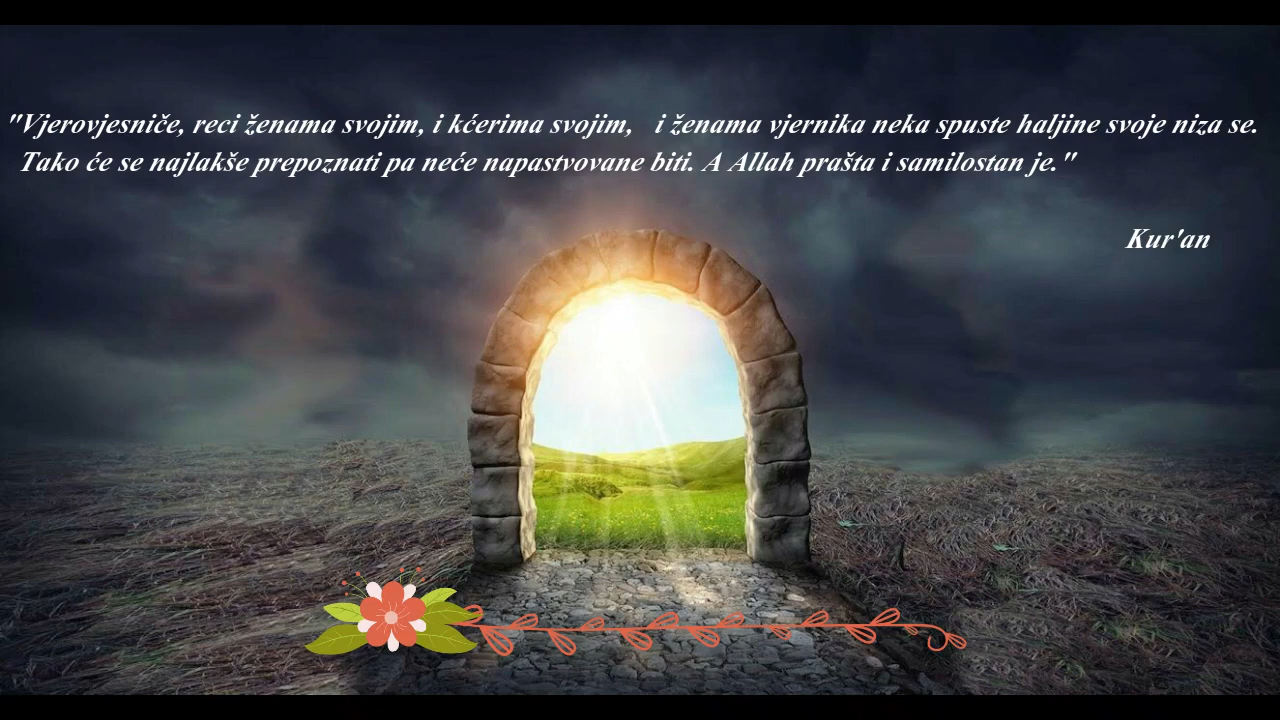 "Vjerovjesniče, reci ženama svojim, i kćerima svojim, i ženama vjernika neka spuste haljine svoje niza se.
Tako će se najlakše prepoznati pa neće napastvovane biti. A Allah prašta i samilostan je."
Kur'an